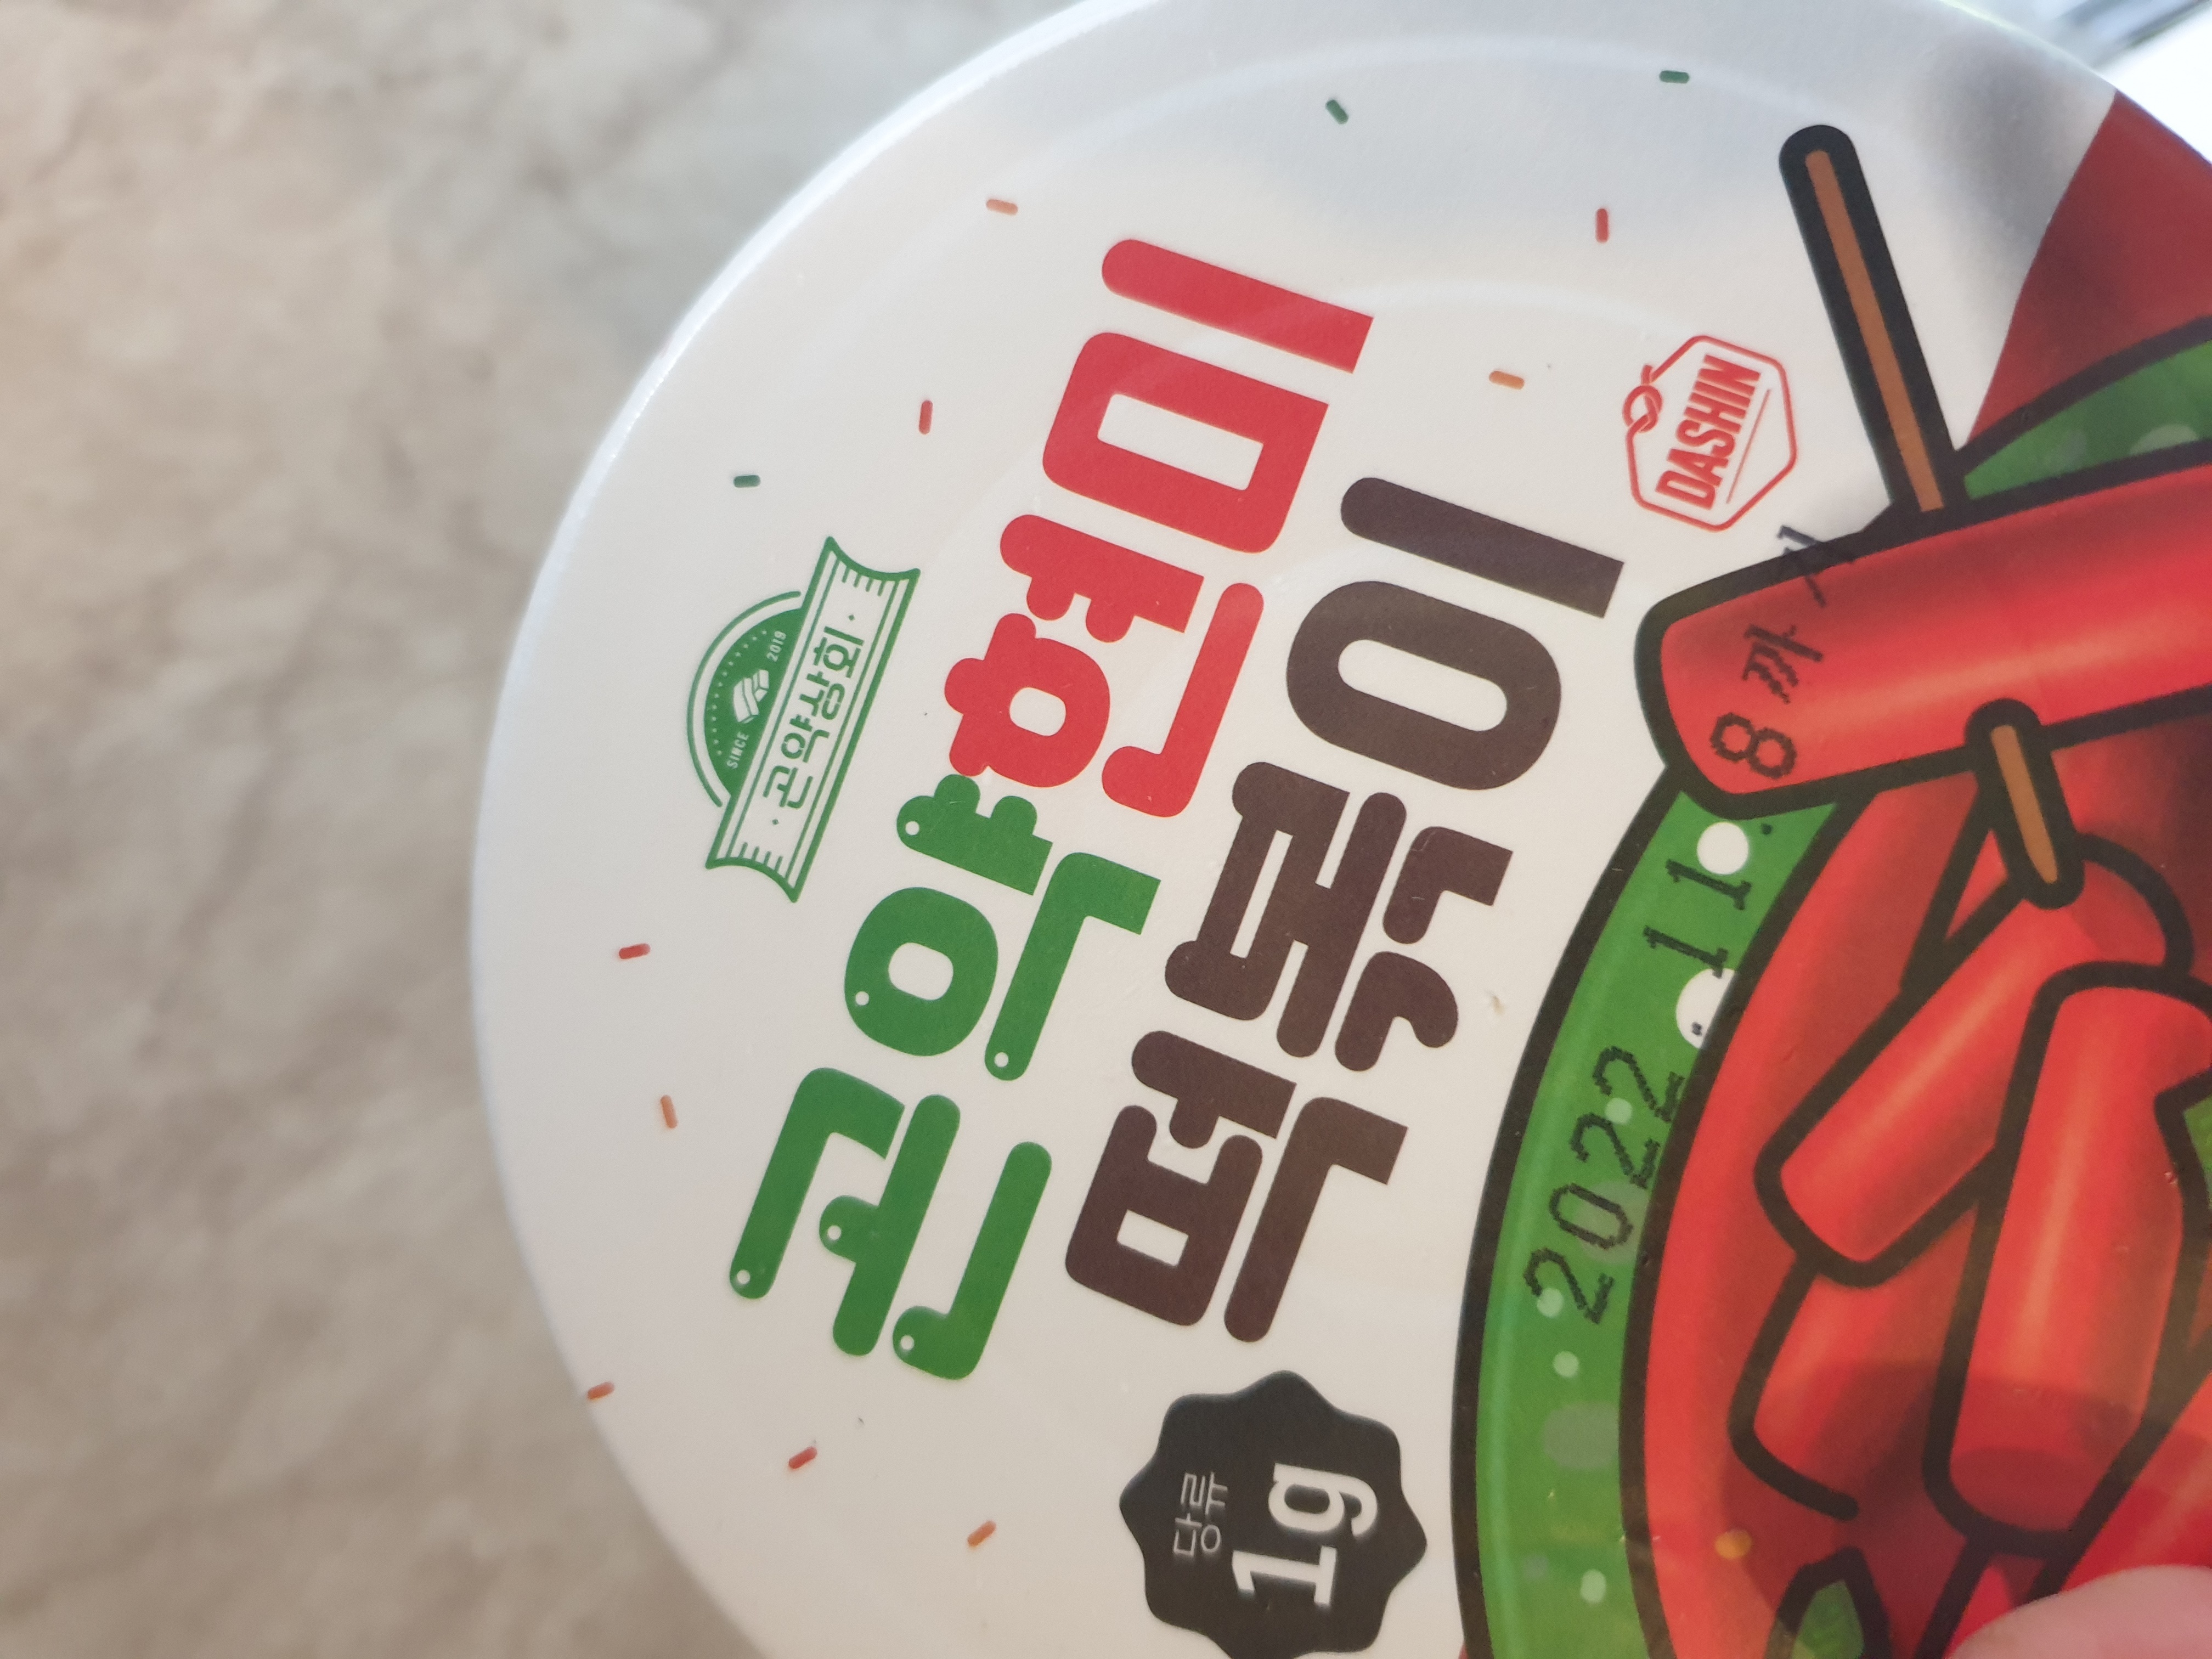 SINCE 2019
곤약상회
곤약현미
떡볶이
DASHIN
당류
1g
2022.11.8까지